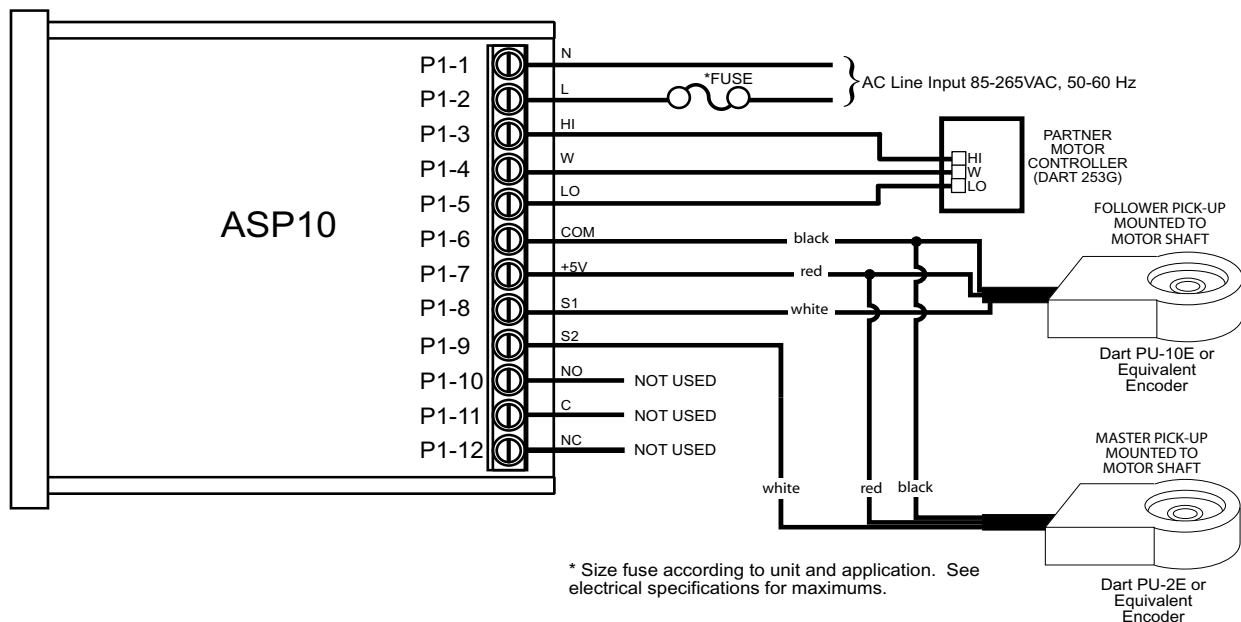 ASP10
P1-1
N
P1-2
L
*FUSE
AC Line Input 85-265VAC, 50-60 Hz
P1-3
HI
P1-4
W
P1-5
LO
HI
W
LO
PARTNER
MOTOR
CONTROLLER
(DART 253G)
P1-6
COM
black
P1-7
+5V
red
P1-8
S1
white
P1-9
S2
P1-10
NO
NOT USED
P1-11
C
NOT USED
P1-12
NC
NOT USED
FOLLOWER PICK-UP
MOUNTED TO
MOTOR SHAFT
Dart PU-10E or
Equivalent
Encoder
white
red
black
MASTER PICK-UP
MOUNTED TO
MOTOR SHAFT
Dart PU-2E or
Equivalent
Encoder
* Size fuse according to unit and application. See
electrical specifications for maximums.